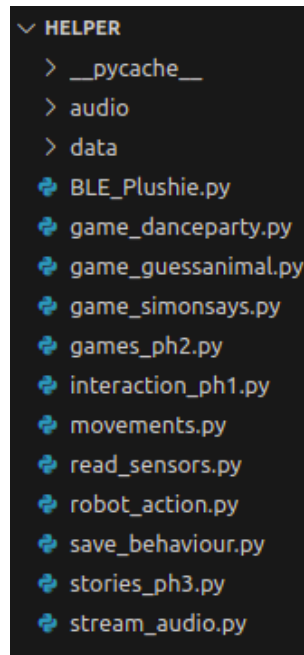 HELPER
__pycache__
audio
data
BLE_Plushie.py
game_danceparty.py
game_guessanimal.py
game_simonsays.py
games_ph2.py
interaction_ph1.py
movements.py
read_sensors.py
robot_action.py
save_behaviour.py
stories_ph3.py
stream_audio.py